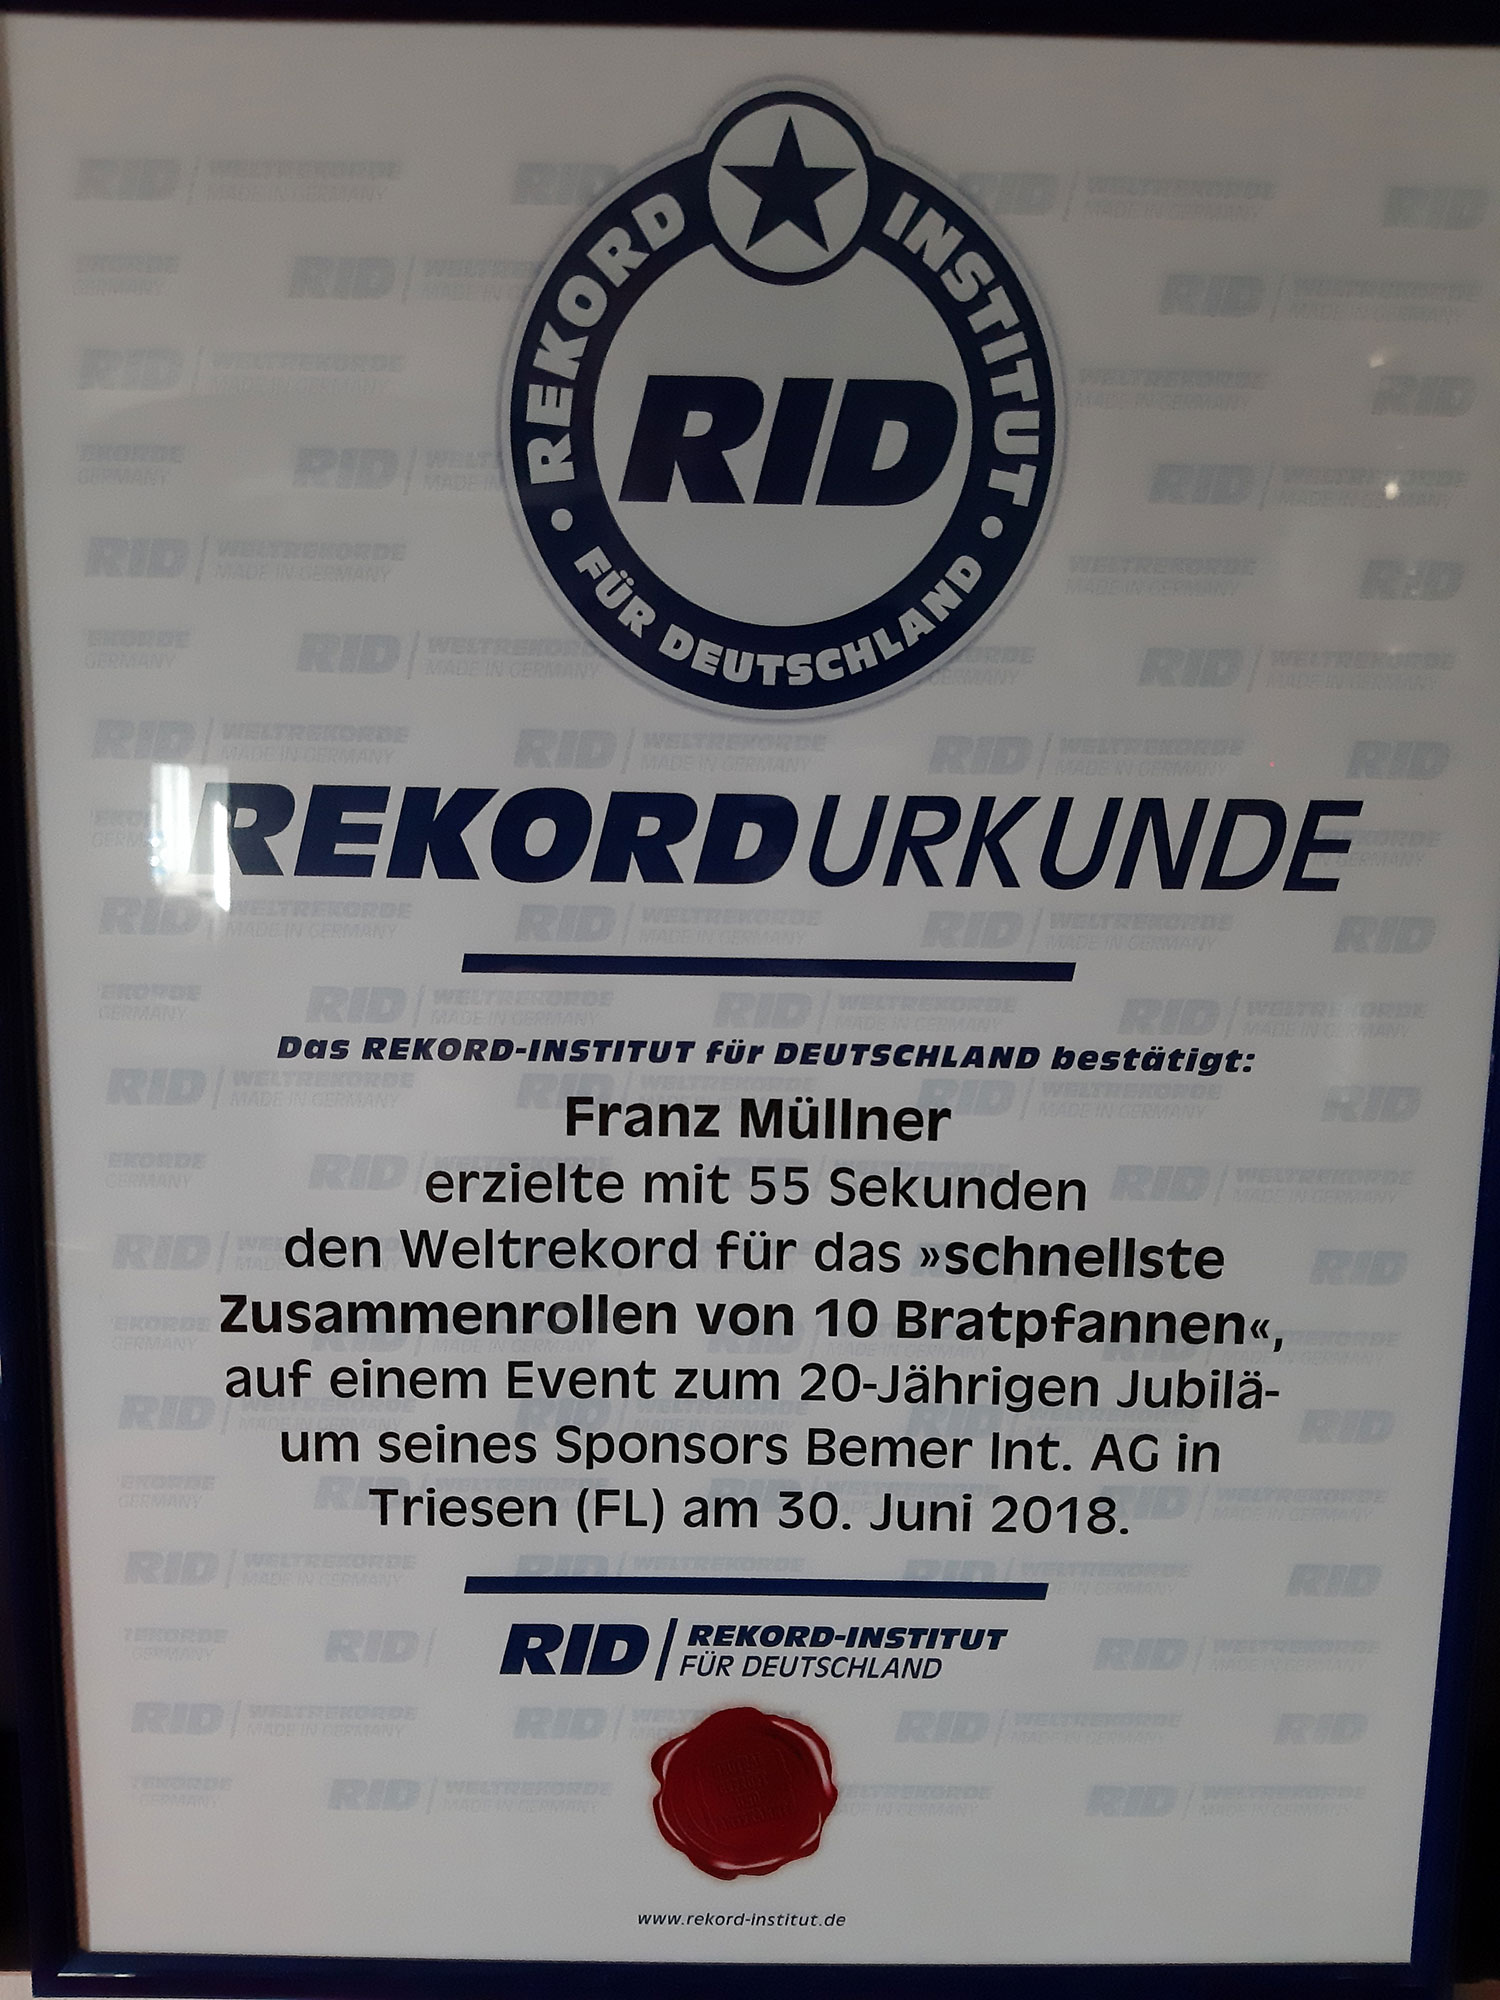 REKORD INSTITUT
FÜR DEUTSCHLAND
RID
REKORDURKUNDE
Das REKORD-INSTITUT für DEUTSCHLAND bestätigt:
Franz Müllner
erzielte mit 55 Sekunden
den Weltrekord für das »schnellste
Zusammenrollen von 10 Bratpfannen«,
auf einem Event zum 20-Jährigen Jubilä-
um seines Sponsors Bemer Int. AG in
Triesen (FL) am 30. Juni 2018.
RID | REKORD-INSTITUT
FÜR DEUTSCHLAND
www.rekord-institut.de